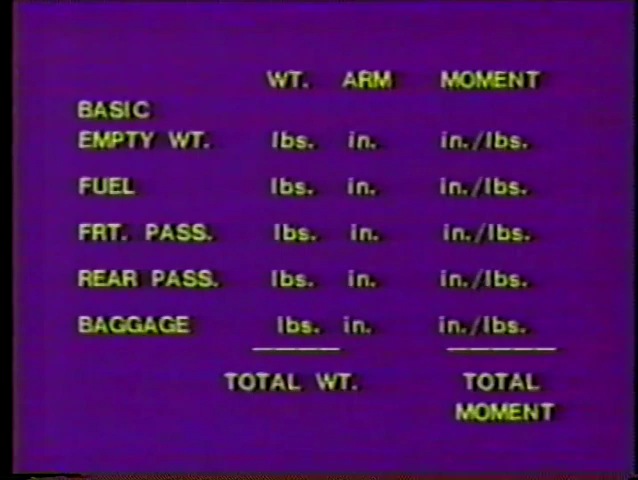 WT. ARM MOMENT
BASIC
EMPTY WT. lbs. in. in./lbs.
FUEL lbs. in. in./lbs.
FRT. PASS. lbs. in. in./lbs.
REAR PASS. lbs. in. in./lbs.
BAGGAGE lbs. in. in./lbs.
TOTAL WT. TOTAL
MOMENT